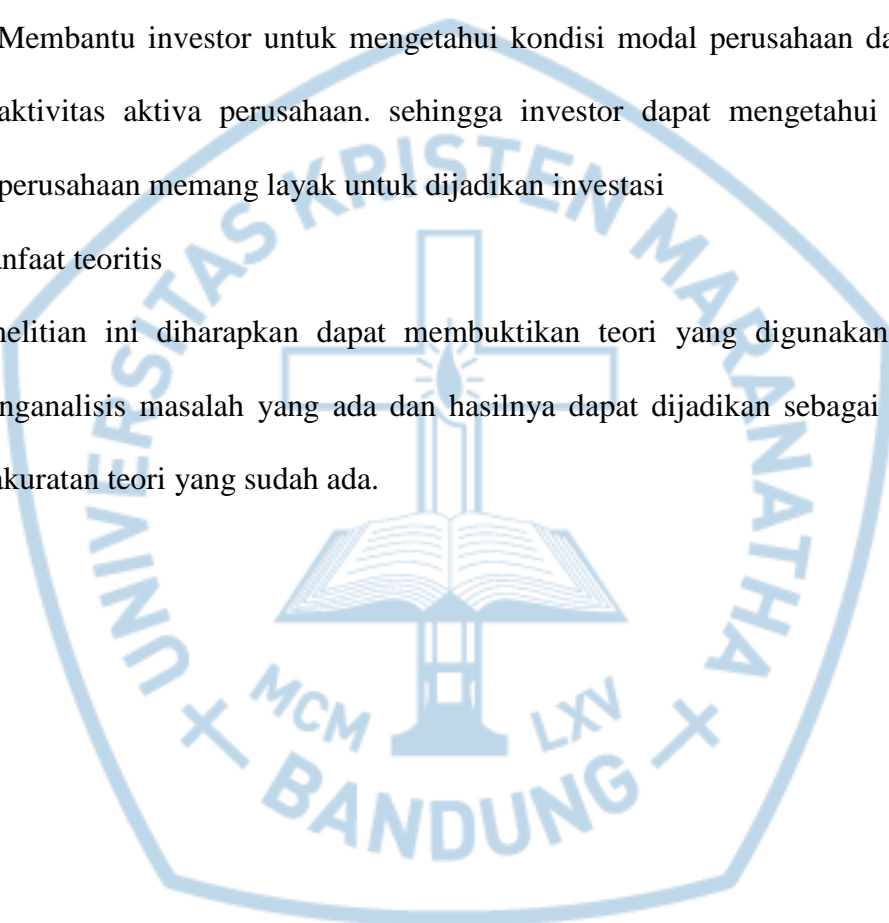 Membantu investor untuk mengetahui kondisi modal perusahaan da
aktivitas aktiva perusahaan. sehingga investor dapat mengetahui
perusahaan memang layak untuk dijadikan investasi
nfaat teoritis
nelitian ini diharapkan dapat membuktikan teori yang digunakan
nganalisis masalah yang ada dan hasilnya dapat dijadikan sebagai
akuratan teori yang sudah ada.
UNIVERSITAS KRISTEN MARANATHA
MCM LXV
BANDUNG